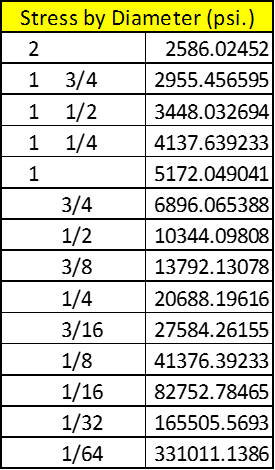 Stress by Diameter (psi.)
2 2586.02452
1 3/4 2955.456595
1 1/2 3448.032694
1 1/4 4137.639233
1 5172.049041
3/4 6896.065388
1/2 10344.09808
3/8 13792.13078
1/4 20688.19616
3/16 27584.26155
1/8 41376.39233
1/16 82752.78465
1/32 165505.5693
1/64 331011.1386